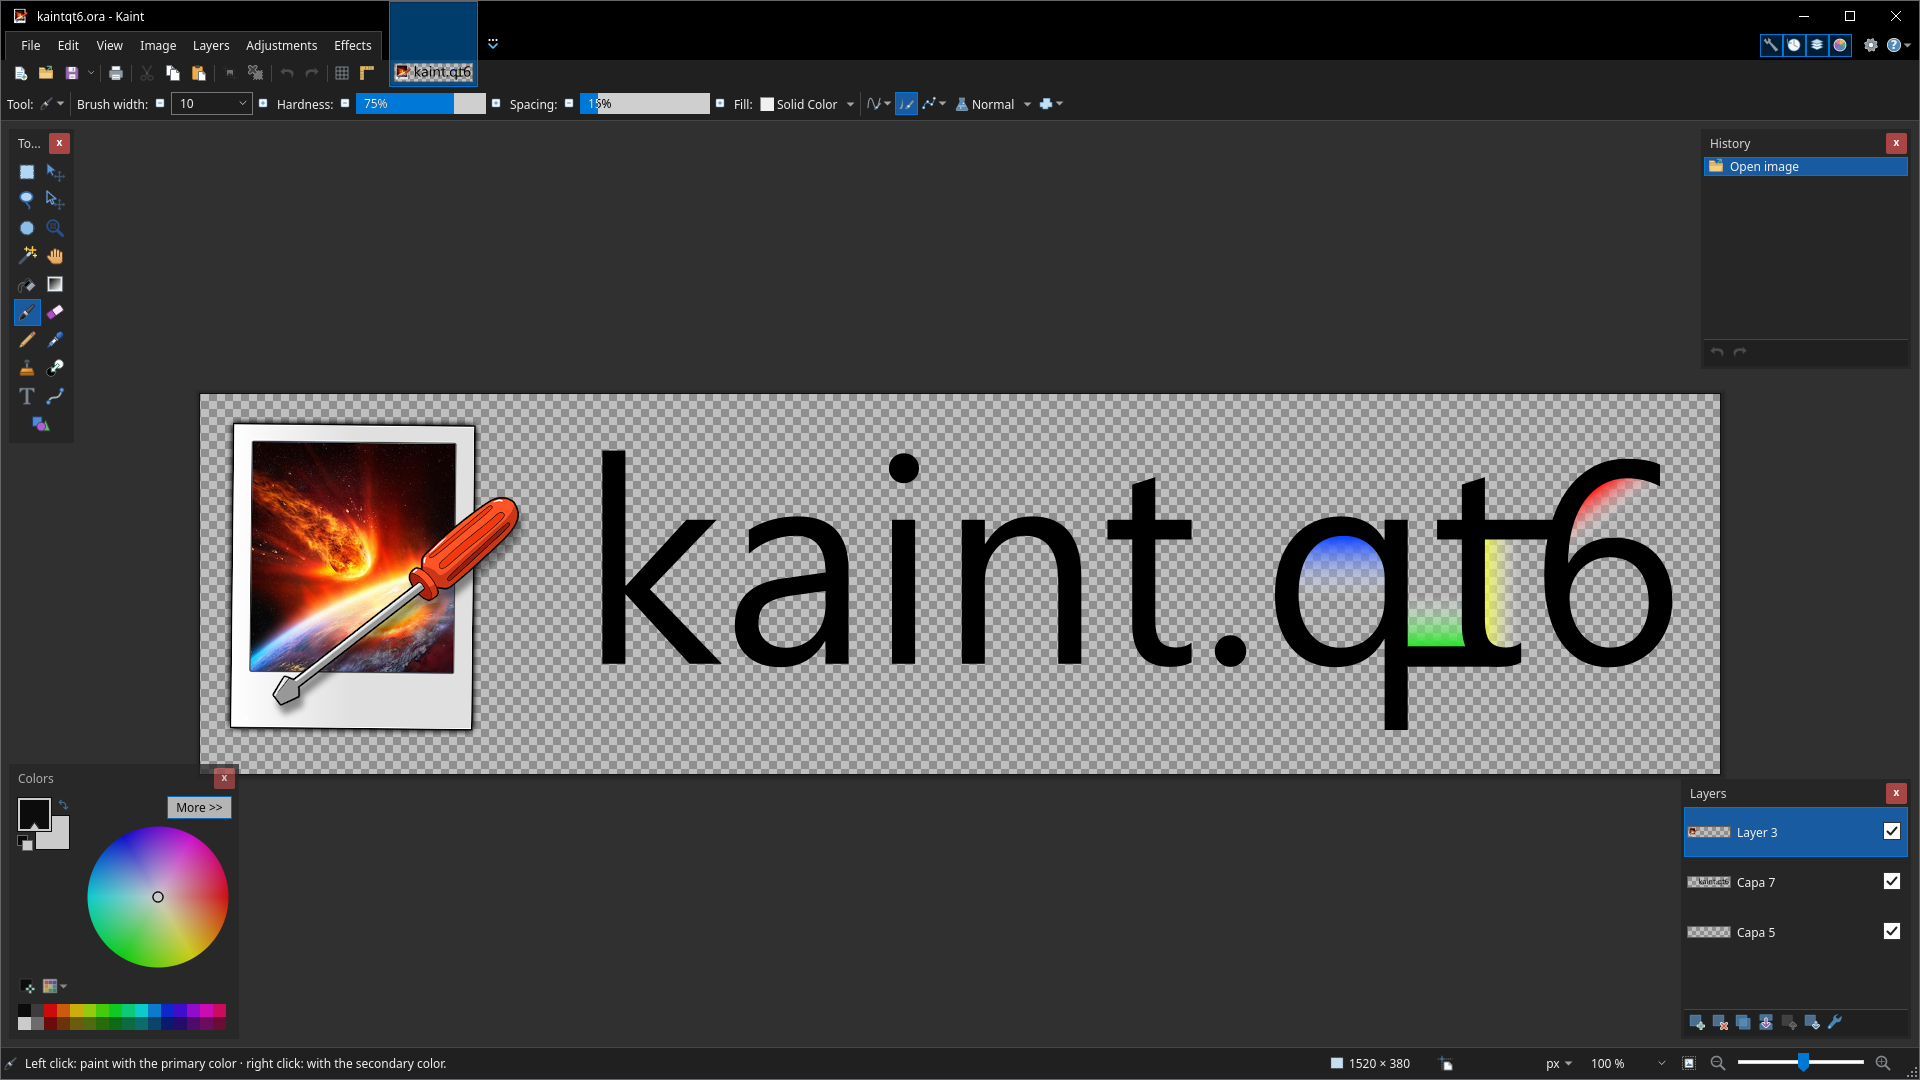 kaintqt6.ora - Kaint
File Edit View Image Layers Adjustments Effects
kaint.qt6
Tool: Brush width: 10 Hardness: 75% Spacing: 15% Fill: Solid Color Normal
To... x
History x
Open image
kaint.qt6
Colors x
More >>
Layers x
Layer 3
kaint.qt6 Capa 7
Capa 5
Left click: paint with the primary color · right click: with the secondary color.
1520 × 380 px 100 %